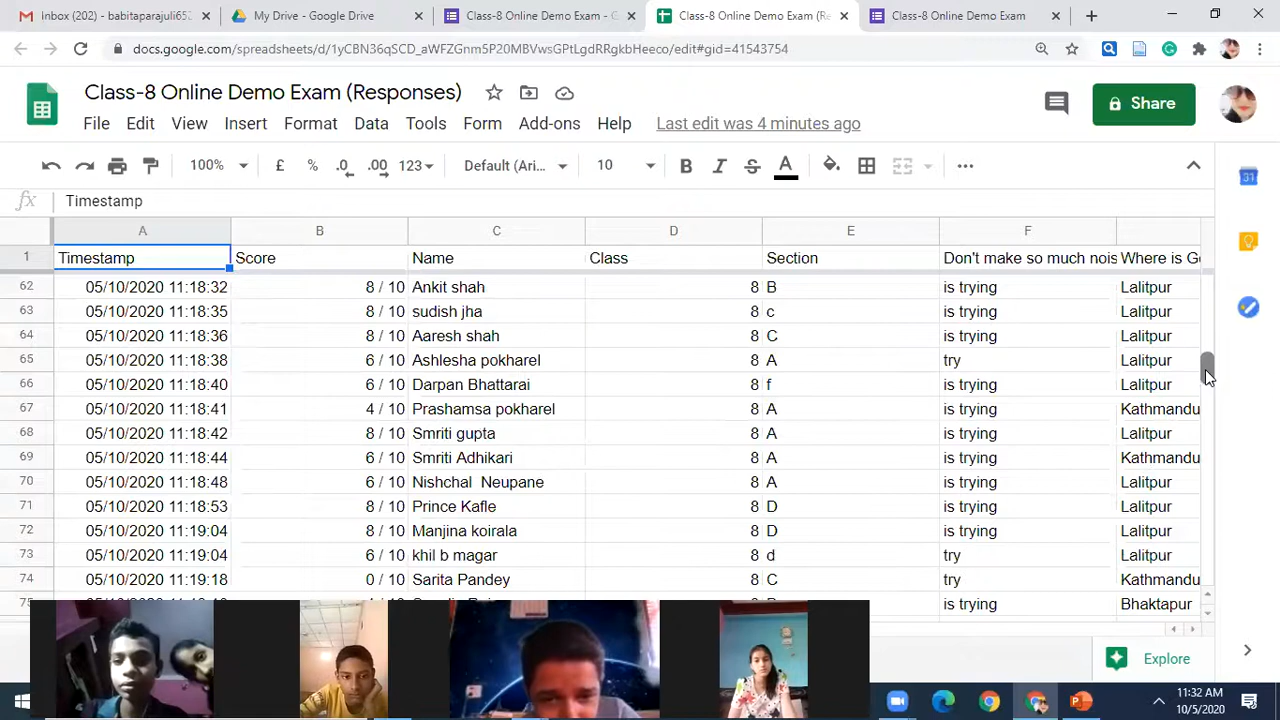 Inbox (202) - babitaparajuli
My Drive - Google Drive
Class-8 Online Demo Exam
Class-8 Online Demo Exam (Re
Class-8 Online Demo Exam
docs.google.com/spreadsheets/d/1yCBN36qSCD_aWFZGnm5P20MBVwsGPtLgdRRgkbHeeco/edit#gid=41543754
Class-8 Online Demo Exam (Responses)
Share
File Edit View Insert Format Data Tools Form Add-ons Help Last edit was 4 minutes ago
100% £ % .0 .00 123 Default (Ari... 10 B I S A
fx Timestamp
A B C D E F
1 Timestamp Score Name Class Section Don't make so much nois Where is G
62 05/10/2020 11:18:32 8 / 10 Ankit shah 8 B is trying Lalitpur
63 05/10/2020 11:18:35 8 / 10 sudish jha 8 c is trying Lalitpur
64 05/10/2020 11:18:36 8 / 10 Aaresh shah 8 C is trying Lalitpur
65 05/10/2020 11:18:38 6 / 10 Ashlesha pokharel 8 A try Lalitpur
66 05/10/2020 11:18:40 6 / 10 Darpan Bhattarai 8 f is trying Lalitpur
67 05/10/2020 11:18:41 4 / 10 Prashamsa pokharel 8 A is trying Kathmandu
68 05/10/2020 11:18:42 8 / 10 Smriti gupta 8 A is trying Lalitpur
69 05/10/2020 11:18:44 6 / 10 Smriti Adhikari 8 A is trying Kathmandu
70 05/10/2020 11:18:48 6 / 10 Nishchal Neupane 8 A is trying Lalitpur
71 05/10/2020 11:18:53 8 / 10 Prince Kafle 8 D is trying Lalitpur
72 05/10/2020 11:19:04 8 / 10 Manjina koirala 8 D is trying Lalitpur
73 05/10/2020 11:19:04 6 / 10 khil b magar 8 d try Lalitpur
74 05/10/2020 11:19:18 0 / 10 Sarita Pandey 8 C try Kathmandu
75 is trying Bhaktapur
Explore
11:32 AM
10/5/2020